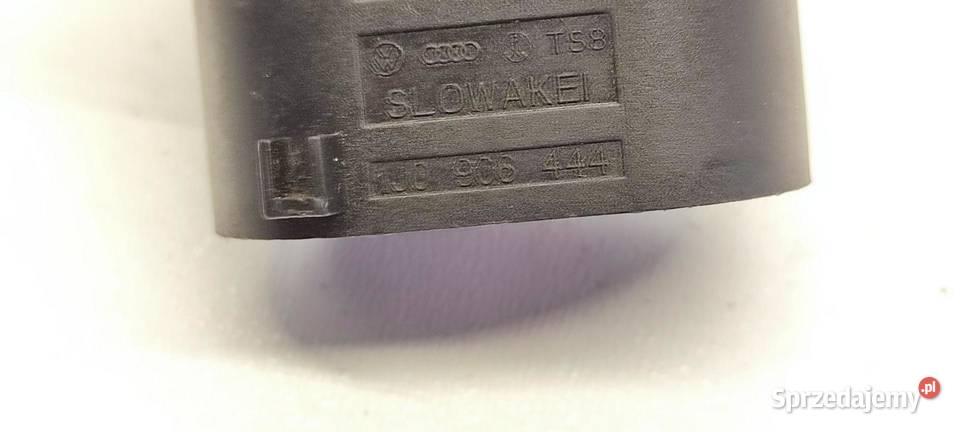 TS8
SLOWAKEI
1J0 906 444
Sprzedajemy.pl